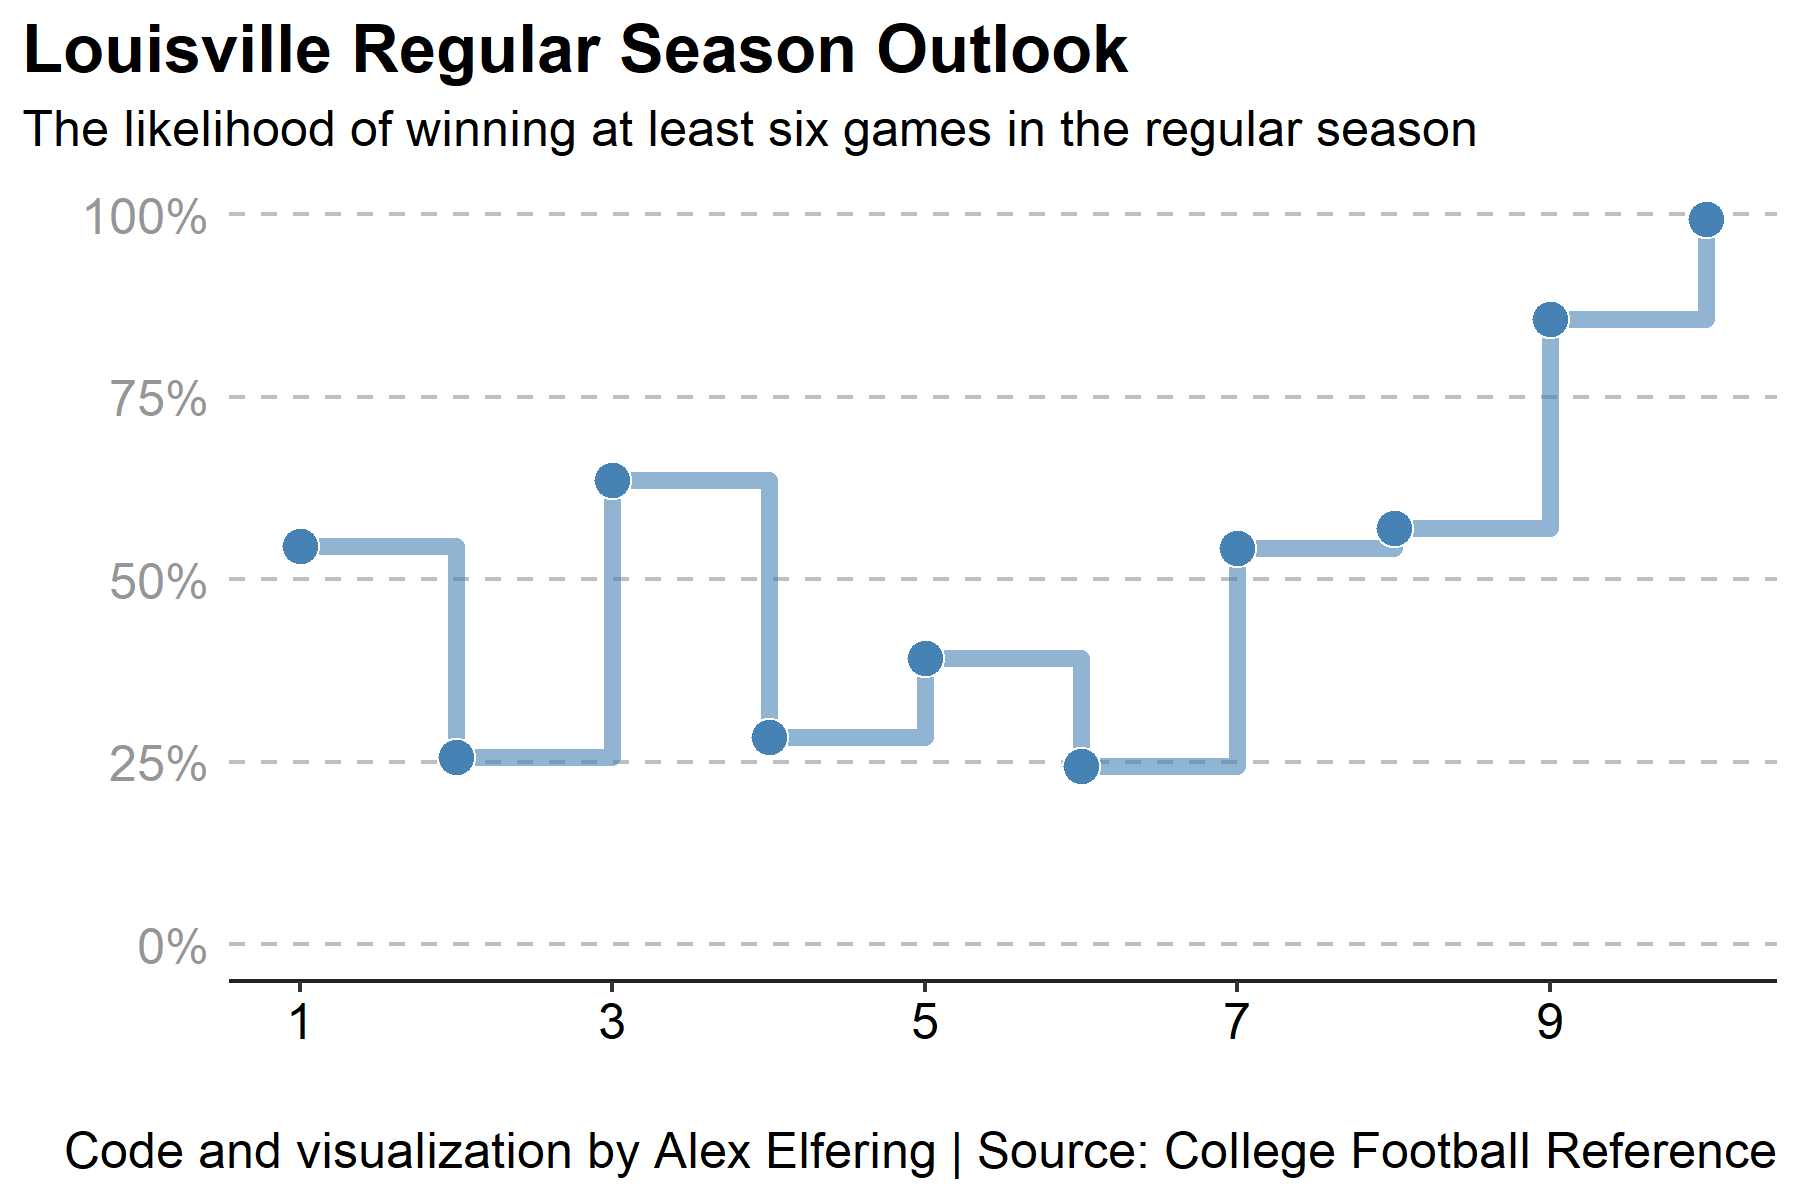 Louisville Regular Season Outlook
The likelihood of winning at least six games in the regular season
100%
75%
50%
25%
0%
1 3 5 7 9
Code and visualization by Alex Elfering | Source: College Football Reference